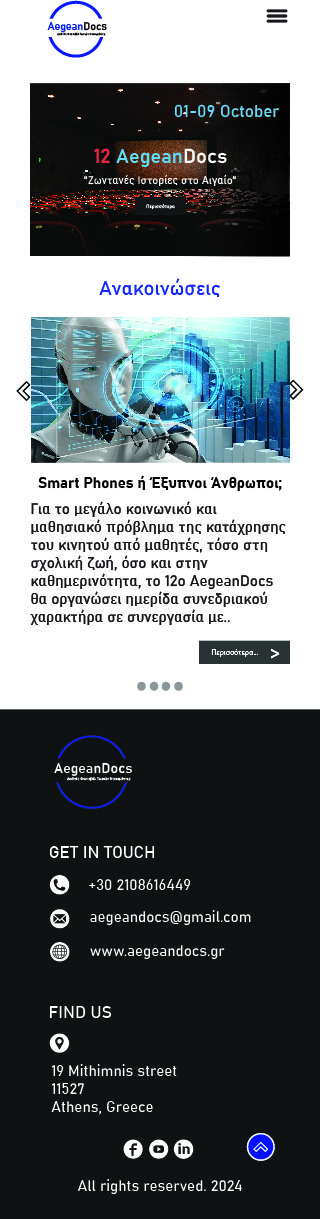 AegeanDocs
01-09 October
12 AegeanDocs
"Ζωντανές Ιστορίες στο Αιγαίο"
Περισσότερα
Ανακοινώσεις
Smart Phones ή Έξυπνοι Άνθρωποι;
Για το μεγάλο κοινωνικό και
μαθησιακό πρόβλημα της κατάχρησης
του κινητού από μαθητές, τόσο στη
σχολική ζωή, όσο και στην
καθημερινότητα, το 12ο AegeanDocs
θα οργανώσει ημερίδα συνεδριακού
χαρακτήρα σε συνεργασία με..
Περισσότερα... >
AegeanDocs
GET IN TOUCH
+30 2108616449
aegeandocs@gmail.com
www.aegeandocs.gr
FIND US
19 Mithimnis street
11527
Athens, Greece
All rights reserved. 2024